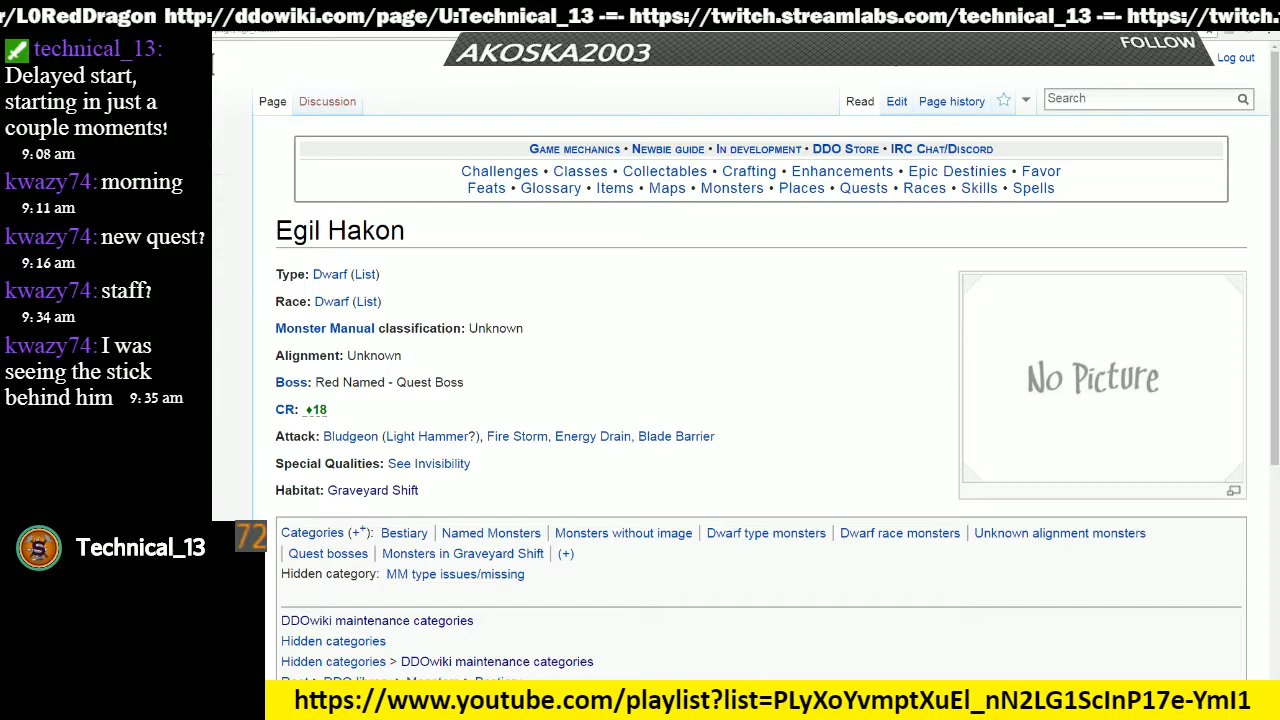 r/L0RedDragon http://ddowiki.com/page/U:Technical_13 -=- https://twitch.streamlabs.com/technical_13 -=- https://twitch.
technical_13:
Delayed start,
starting in just a
couple moments!
9:08 am
kwazy74: morning
9:11 am
kwazy74: new quest?
9:16 am
kwazy74: staff?
9:34 am
kwazy74: I was
seeing the stick
behind him 9:35 am
Technical_13
72
AKOSKA2003
FOLLOW
Log out
Page Discussion
Read Edit Page history
Search
Game mechanics • Newbie guide • In development • DDO Store • IRC Chat/Discord
Challenges • Classes • Collectables • Crafting • Enhancements • Epic Destinies • Favor
Feats • Glossary • Items • Maps • Monsters • Places • Quests • Races • Skills • Spells
Egil Hakon
Type: Dwarf (List)
Race: Dwarf (List)
Monster Manual classification: Unknown
Alignment: Unknown
Boss: Red Named - Quest Boss
CR: ♦18
Attack: Bludgeon (Light Hammer?), Fire Storm, Energy Drain, Blade Barrier
Special Qualities: See Invisibility
Habitat: Graveyard Shift
No Picture
Categories (+⁺): Bestiary | Named Monsters | Monsters without image | Dwarf type monsters | Dwarf race monsters | Unknown alignment monsters
| Quest bosses | Monsters in Graveyard Shift | (+)
Hidden category: MM type issues/missing
DDOwiki maintenance categories
Hidden categories
Hidden categories > DDOwiki maintenance categories
https://www.youtube.com/playlist?list=PLyXoYvmptXuEl_nN2LG1ScInP17e-YmI1